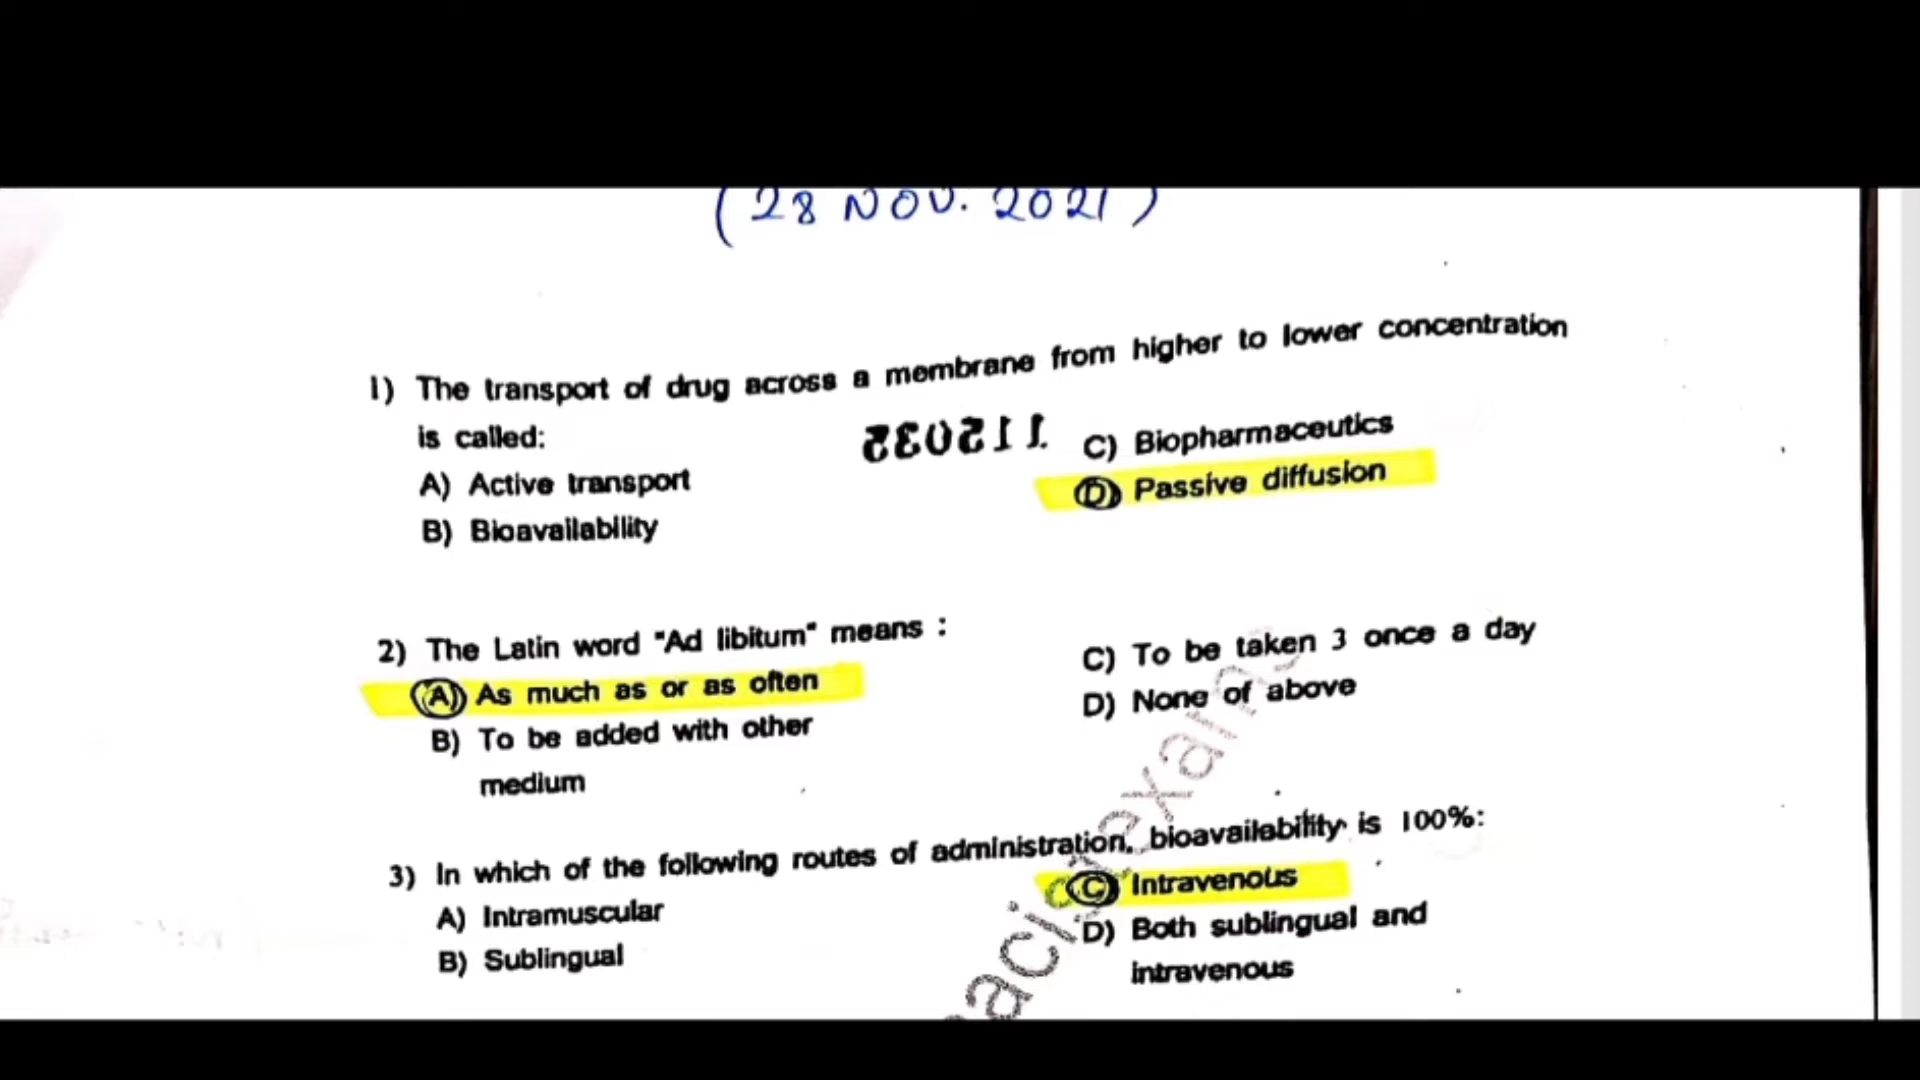 (28 NOV. 2021)
1) The transport of drug across a membrane from higher to lower concentration
is called:
A) Active transport
B) Bioavailability
C) Biopharmaceutics
D) Passive diffusion
2) The Latin word "Ad libitum" means :
A) As much as or as often
B) To be added with other
medium
C) To be taken 3 once a day
D) None of above
3) In which of the following routes of administration, bioavailability is 100%:
A) Intramuscular
B) Sublingual
C) Intravenous
D) Both sublingual and
intravenous